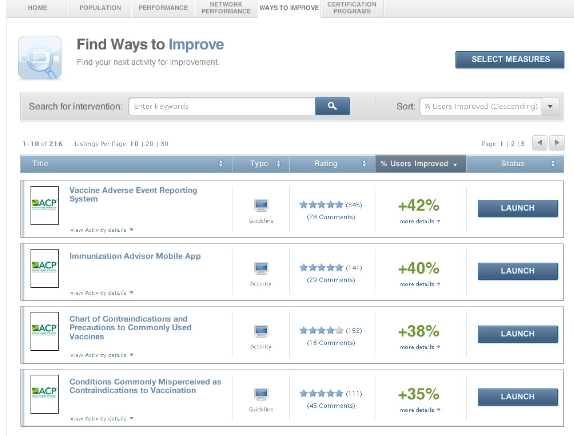 HOME POPULATION PERFORMANCE NETWORK PERFORMANCE WAYS TO IMPROVE CERTIFICATION PROGRAMS
Find Ways to Improve
Find your next activity for improvement.
SELECT MEASURES
Search for intervention: Enter keywords Sort: % Users Improved (Descending)
1-10 of 216 Listings Per Page 10 | 20 | 30 Page 1 | 2 | 3
Title Type Rating % Users Improved Status
ACP
Vaccine Adverse Event Reporting
System
view Activity details
Guideline
(345)
(78 Comments)
+42%
more details
LAUNCH
ACP
Immunization Advisor Mobile App
view Activity details
Activity
(141)
(29 Comments)
+40%
more details
LAUNCH
ACP
Chart of Contraindications and
Precautions to Commonly Used
Vaccines
view Activity details
Activity
(152)
(16 Comments)
+38%
more details
LAUNCH
ACP
Conditions Commonly Misperceived as
Contraindications to Vaccination
view Activity details
Guideline
(111)
(45 Comments)
+35%
more details
LAUNCH